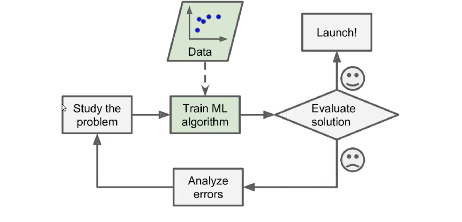 Data
Launch!
Study the
problem
Train ML
algorithm
Evaluate
solution
Analyze
errors